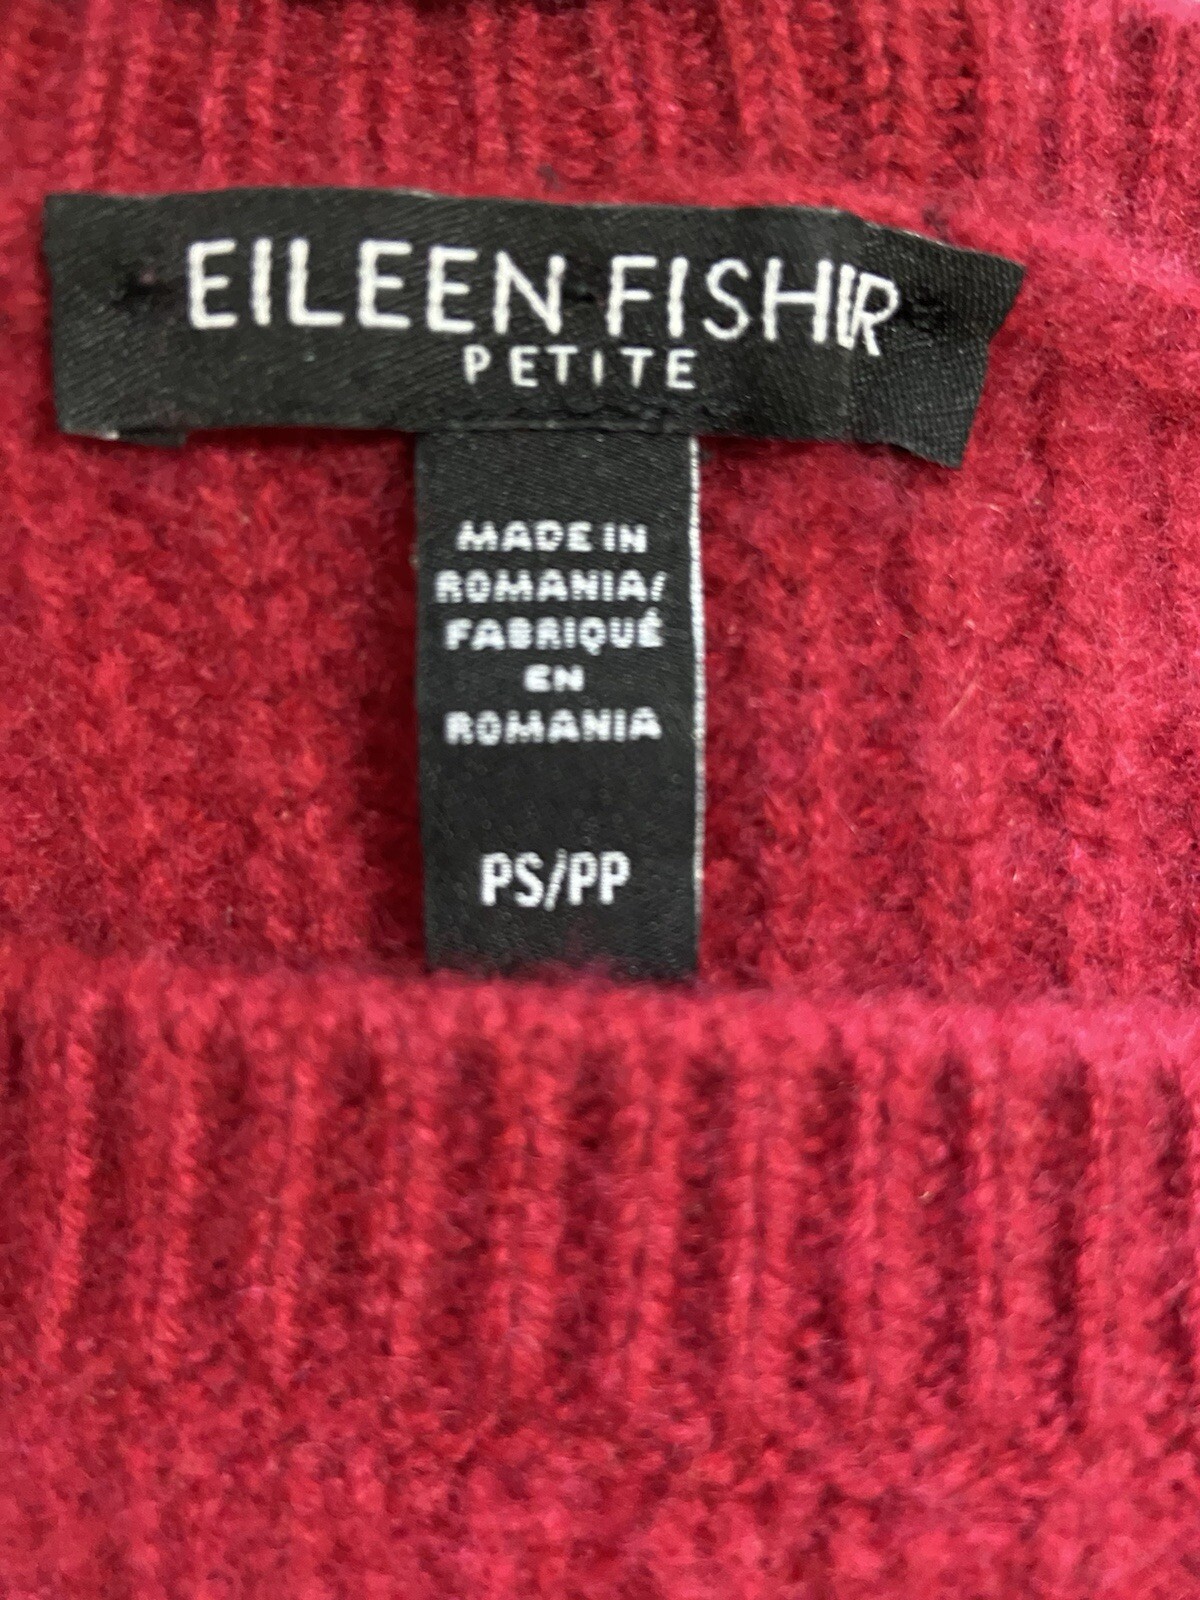 EILEEN FISHER
PETITE
MADE IN
ROMANIA/
FABRIQUÉ
EN
ROMANIA
PS/PP